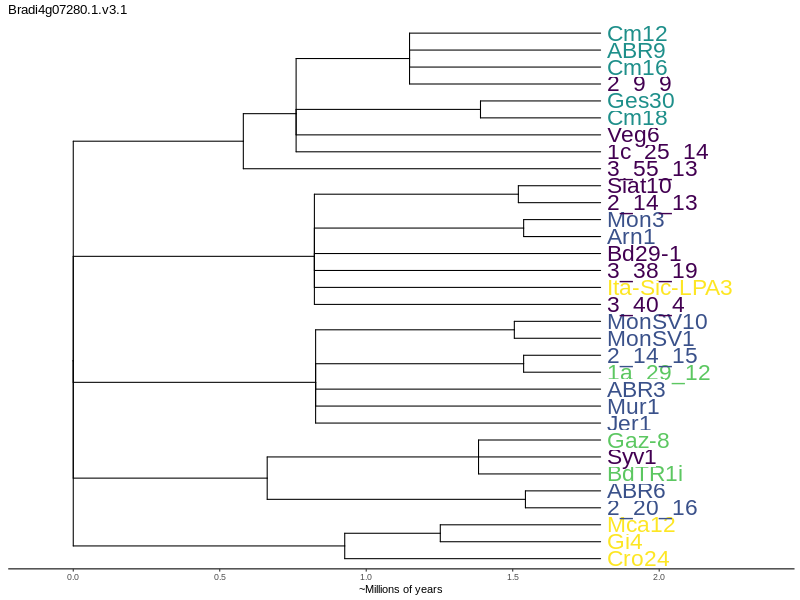 Bradi4g07280.1.v3.1
Cm12
ABR9
Cm16
2_9_9
Ges30
Cm18
Veg6
1c_25_14
3_55_13
Siat10
2_14_13
Mon3
Arn1
Bd29-1
3_38_19
Ita-Sic-LPA3
3_40_4
MonSV10
MonSV1
2_14_15
1a_29_12
ABR3
Mur1
Jer1
Gaz-8
Syv1
BdTR1i
ABR6
2_20_16
Mca12
Gi4
Cro24
0.0 0.5 1.0 1.5 2.0
~Millions of years